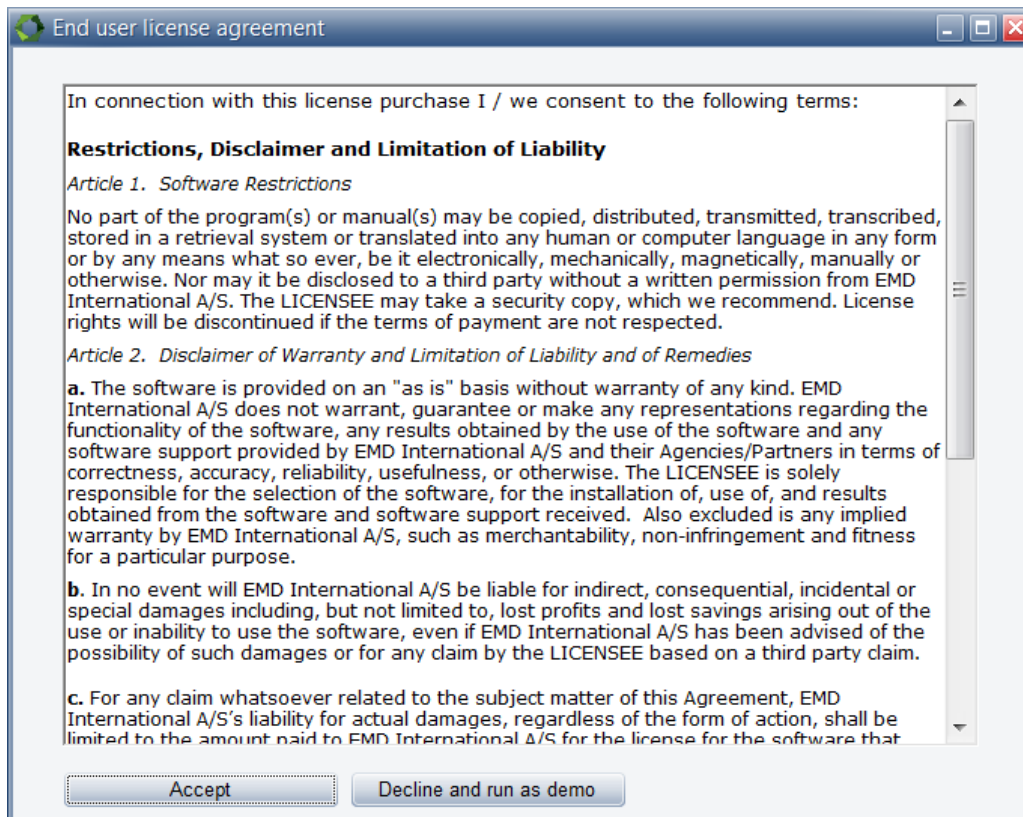 End user license agreement
In connection with this license purchase I / we consent to the following terms:
Restrictions, Disclaimer and Limitation of Liability
Article 1.  Software Restrictions
No part of the program(s) or manual(s) may be copied, distributed, transmitted, transcribed,
stored in a retrieval system or translated into any human or computer language in any form
or by any means what so ever, be it electronically, mechanically, magnetically, manually or
otherwise. Nor may it be disclosed to a third party without a written permission from EMD
International A/S. The LICENSEE may take a security copy, which we recommend. License
rights will be discontinued if the terms of payment are not respected.
Article 2.  Disclaimer of Warranty and Limitation of Liability and of Remedies
a. The software is provided on an "as is" basis without warranty of any kind. EMD
International A/S does not warrant, guarantee or make any representations regarding the
functionality of the software, any results obtained by the use of the software and any
software support provided by EMD International A/S and their Agencies/Partners in terms of
correctness, accuracy, reliability, usefulness, or otherwise. The LICENSEE is solely
responsible for the selection of the software, for the installation of, use of, and results
obtained from the software and software support received.  Also excluded is any implied
warranty by EMD International A/S, such as merchantability, non-infringement and fitness
for a particular purpose.
b. In no event will EMD International A/S be liable for indirect, consequential, incidental or
special damages including, but not limited to, lost profits and lost savings arising out of the
use or inability to use the software, even if EMD International A/S has been advised of the
possibility of such damages or for any claim by the LICENSEE based on a third party claim.
c. For any claim whatsoever related to the subject matter of this Agreement, EMD
International A/S's liability for actual damages, regardless of the form of action, shall be
limited to the amount paid to EMD International A/S for the license for the software that
Accept
Decline and run as demo